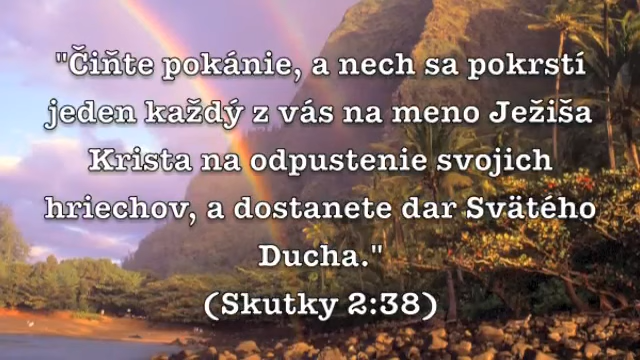 "Čiňte pokánie, a nech sa pokrstí
jeden každý z vás na meno Ježiša
Krista na odpustenie svojich
hriechov, a dostanete dar Svätého
Ducha."
(Skutky 2:38)